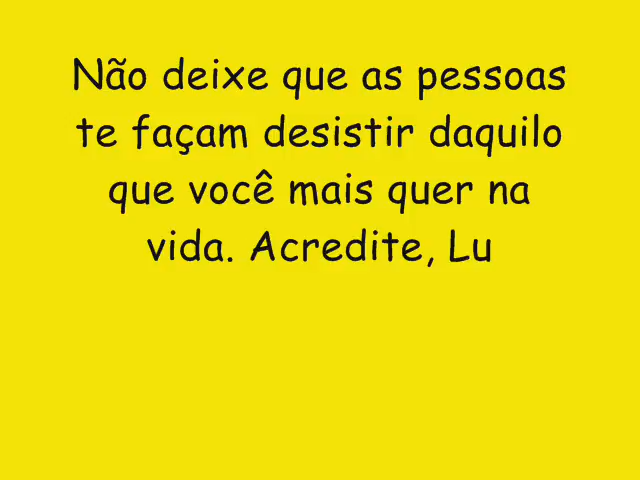 Não deixe que as pessoas
te façam desistir daquilo
que você mais quer na
vida. Acredite, Lu